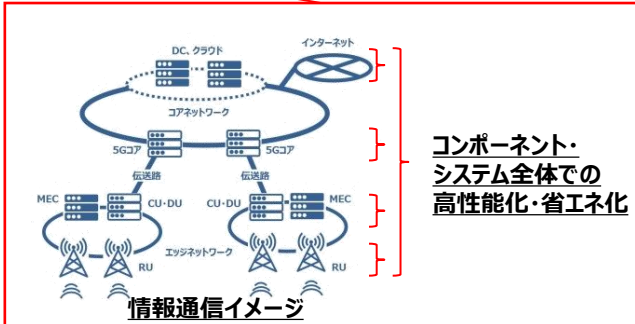 インターネット
DC、クラウド
コアネットワーク
5Gコア
5Gコア
伝送路
伝送路
MEC
CU・DU
CU・DU
MEC
エッジネットワーク
RU
RU
情報通信イメージ
コンポーネント・
システム全体での
高性能化・省エネ化